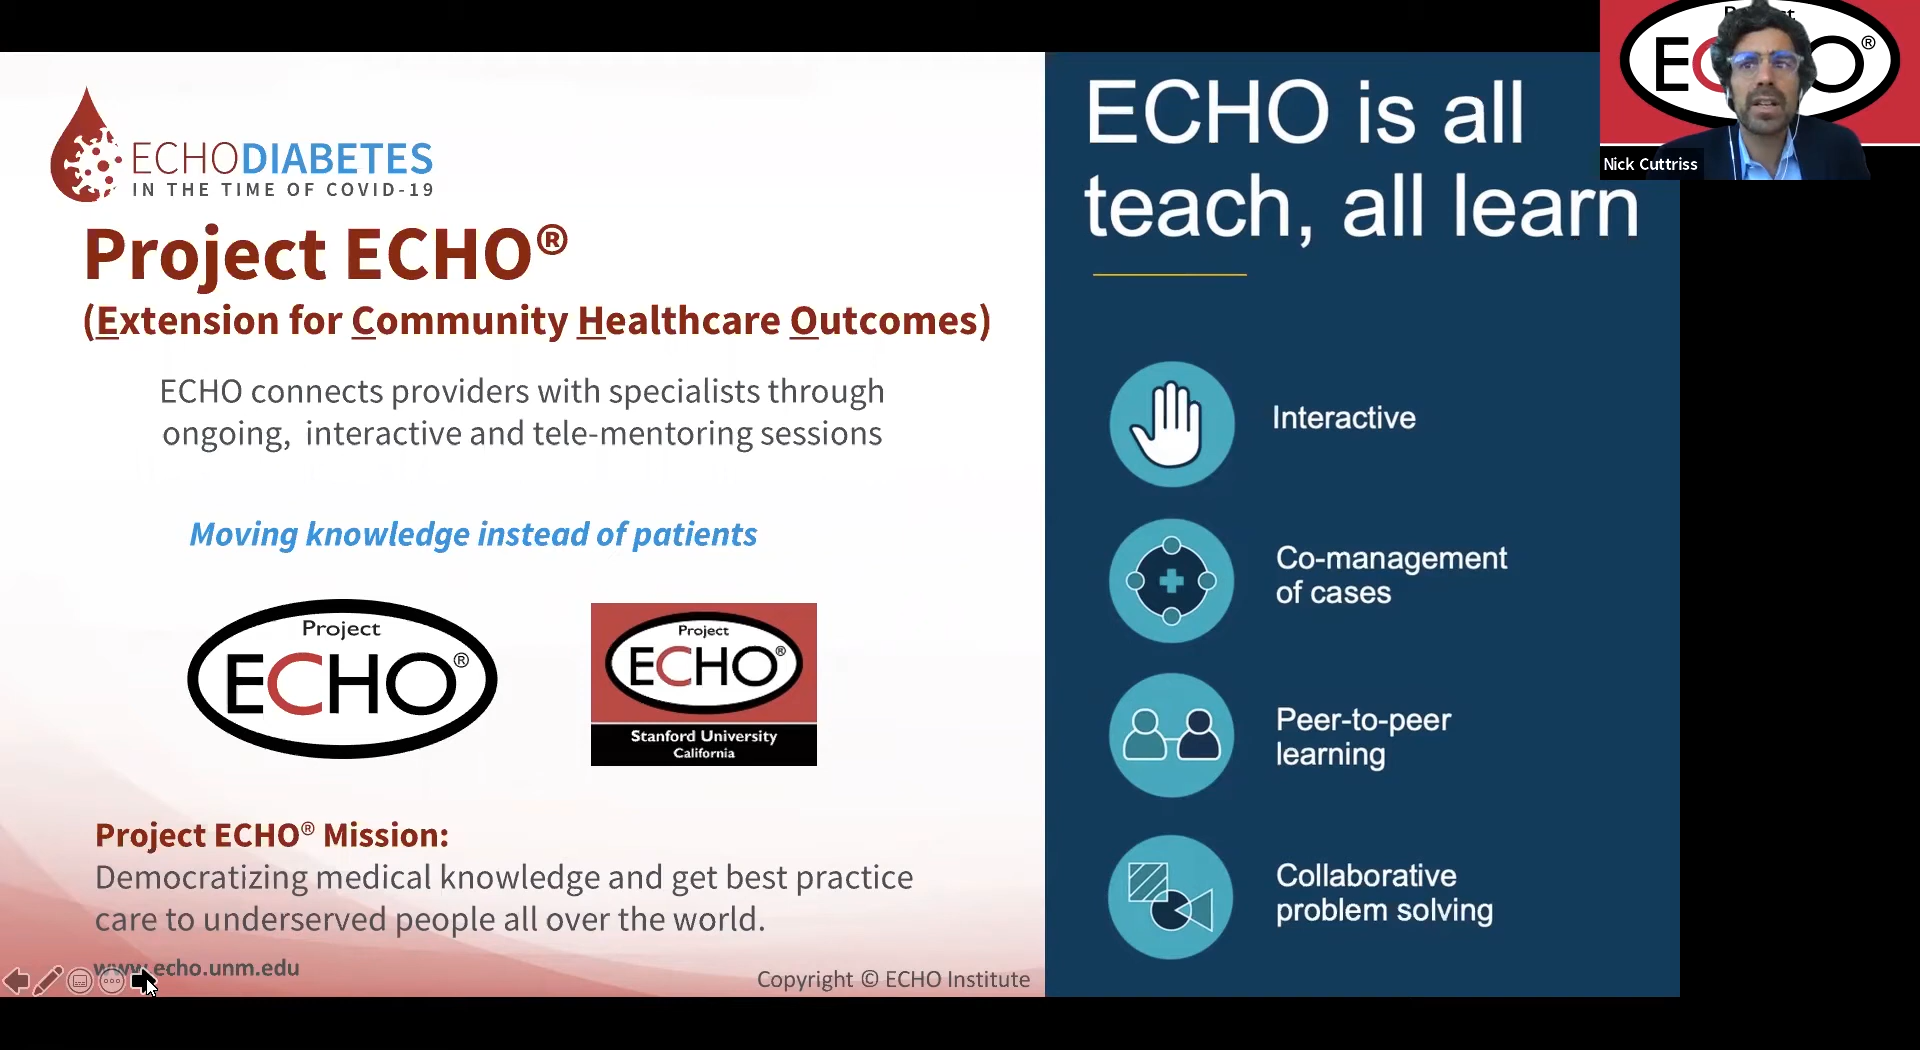 ECHODIABETES
IN THE TIME OF COVID-19
Project ECHO®
(Extension for Community Healthcare Outcomes)
ECHO connects providers with specialists through
ongoing, interactive and tele-mentoring sessions
Moving knowledge instead of patients
Project
ECHO®
Project
ECHO®
Stanford University
California
Project ECHO® Mission:
Democratizing medical knowledge and get best practice
care to underserved people all over the world.
www.echo.unm.edu
Copyright © ECHO Institute
ECHO is all
teach, all learn
Interactive
Co-management
of cases
Peer-to-peer
learning
Collaborative
problem solving
Nick Cuttriss